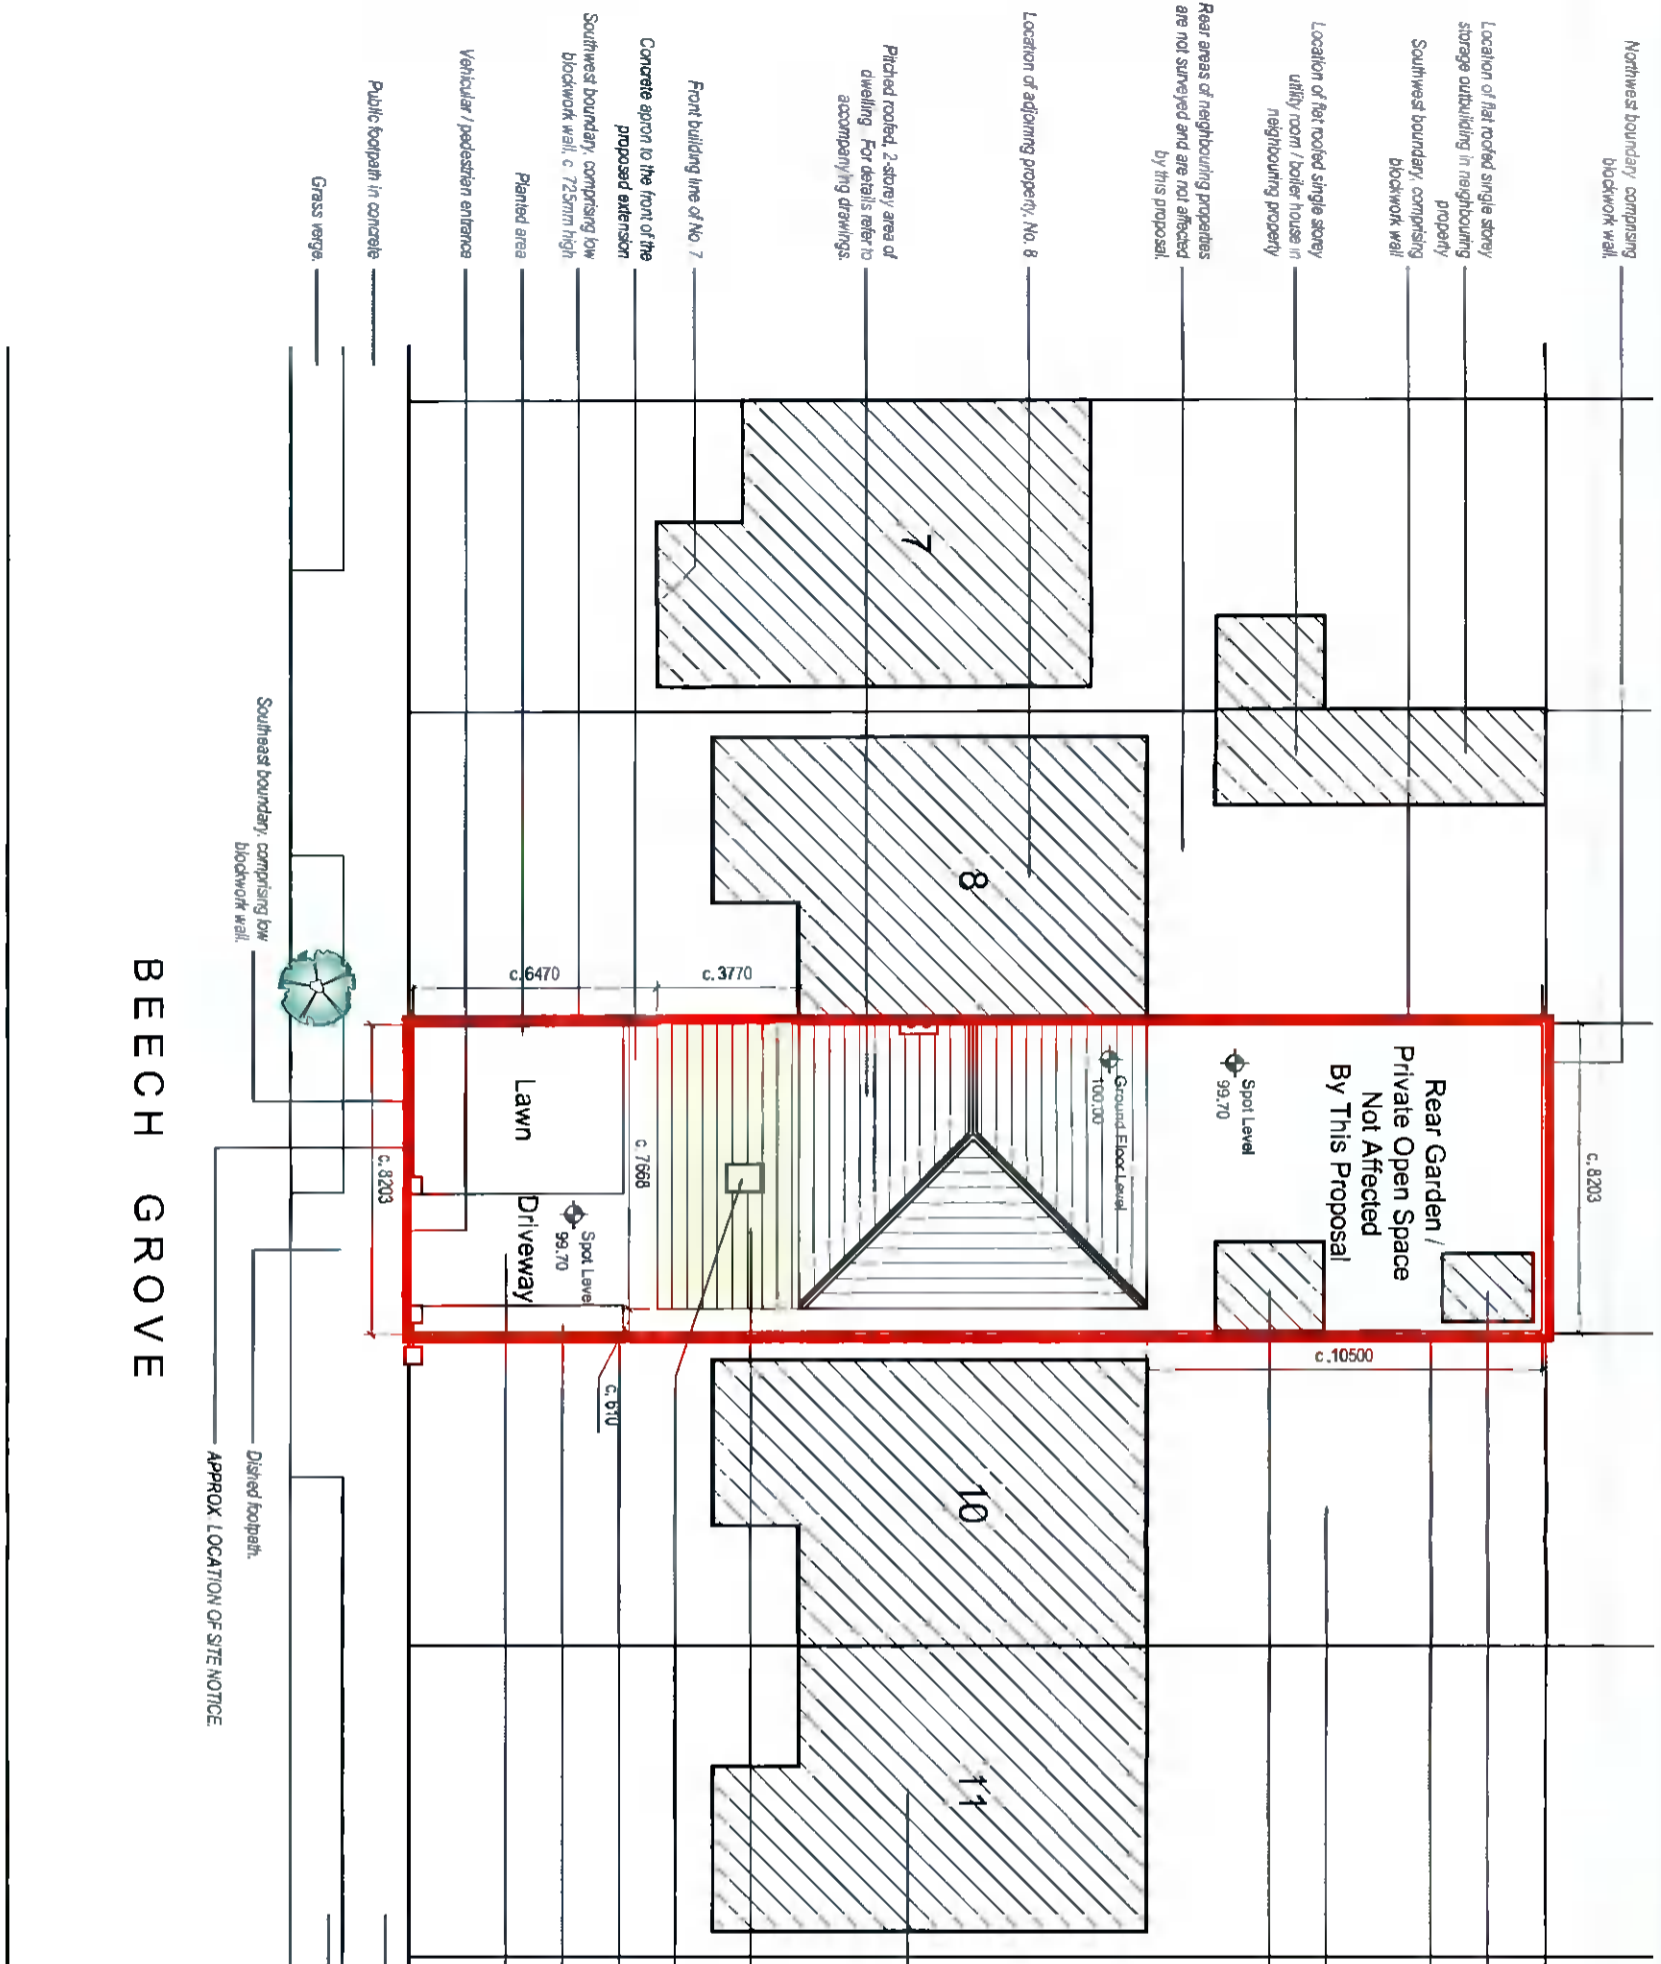 Northwest boundary, comprising
blockwork wall.
Location of flat roofed single storey
storage outbuilding in neighbouring
property
Southwest boundary, comprising
blockwork wall
Location of flat roofed single storey
utility room / boiler house in
neighbouring property
Rear areas of neighbouring properties
are not surveyed and are not affected
by this proposal.
Location of adjoining property, No. 8
Pitched roofed, 2-storey area of
dwelling. For details refer to
accompanying drawings.
Front building line of No. 7
Concrete apron to the front of the
proposed extension
Southwest boundary, comprising low
blockwork wall, c. 725mm high
Planted area
Vehicular / pedestrian entrance
Public footpath in concrete
Grass verge.
7
8
10
11
c.8203
Rear Garden /
Private Open Space
Not Affected
By This Proposal
Spot Level
99.70
Ground Floor Level
100.00
c.10500
c.3770
c.6470
c.7668
Lawn
Driveway
Spot Level
99.70
c.610
c.8203
Southeast boundary, comprising low
blockwork wall.
Dished footpath.
APPROX. LOCATION OF SITE NOTICE.
BEECH GROVE